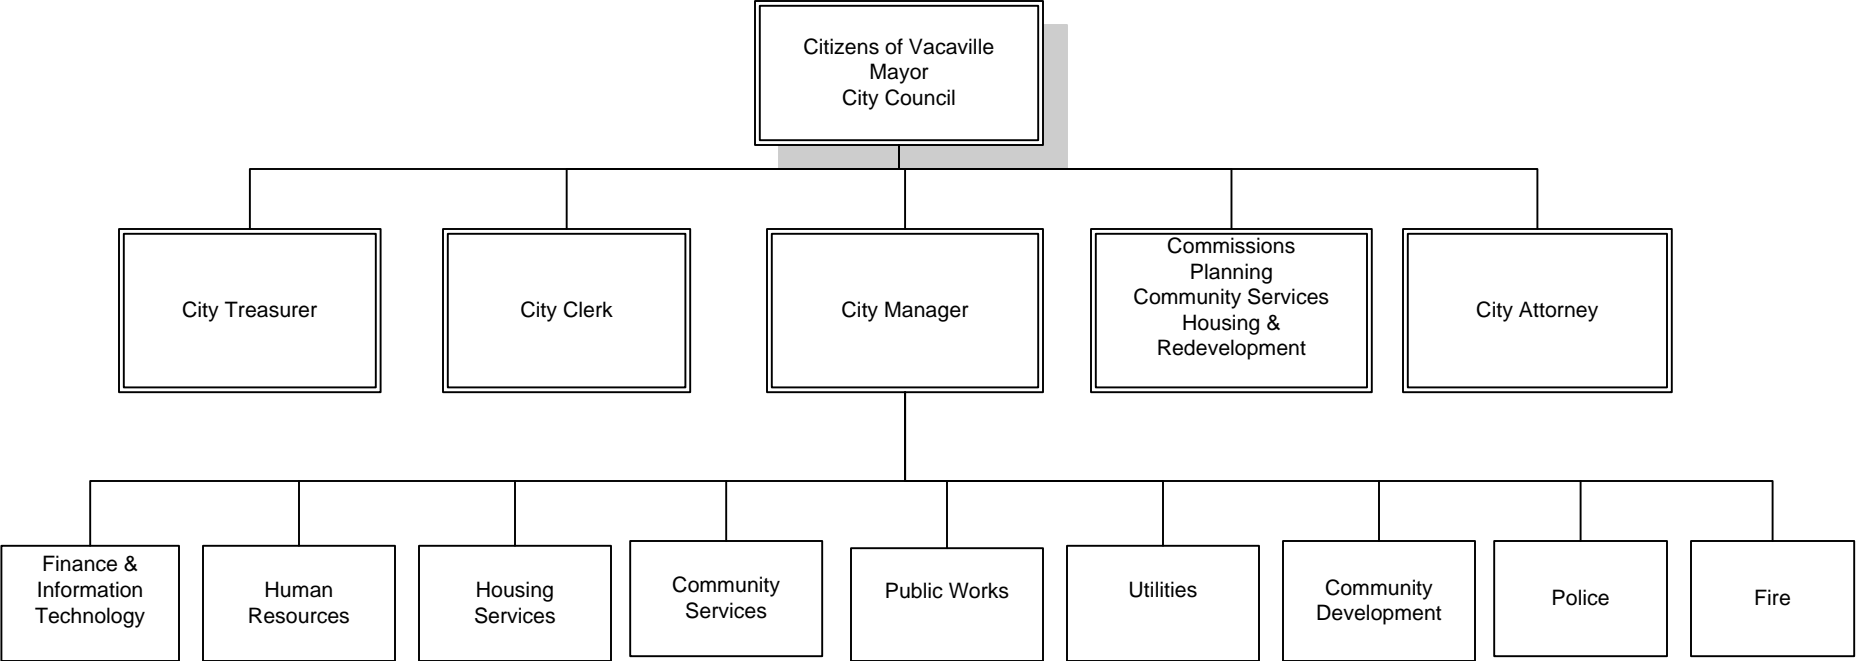 Citizens of Vacaville
Mayor
City Council
City Treasurer
City Clerk
City Manager
Commissions
Planning
Community Services
Housing &
Redevelopment
City Attorney
Finance &
Information
Technology
Human
Resources
Housing
Services
Community
Services
Public Works
Utilities
Community
Development
Police
Fire